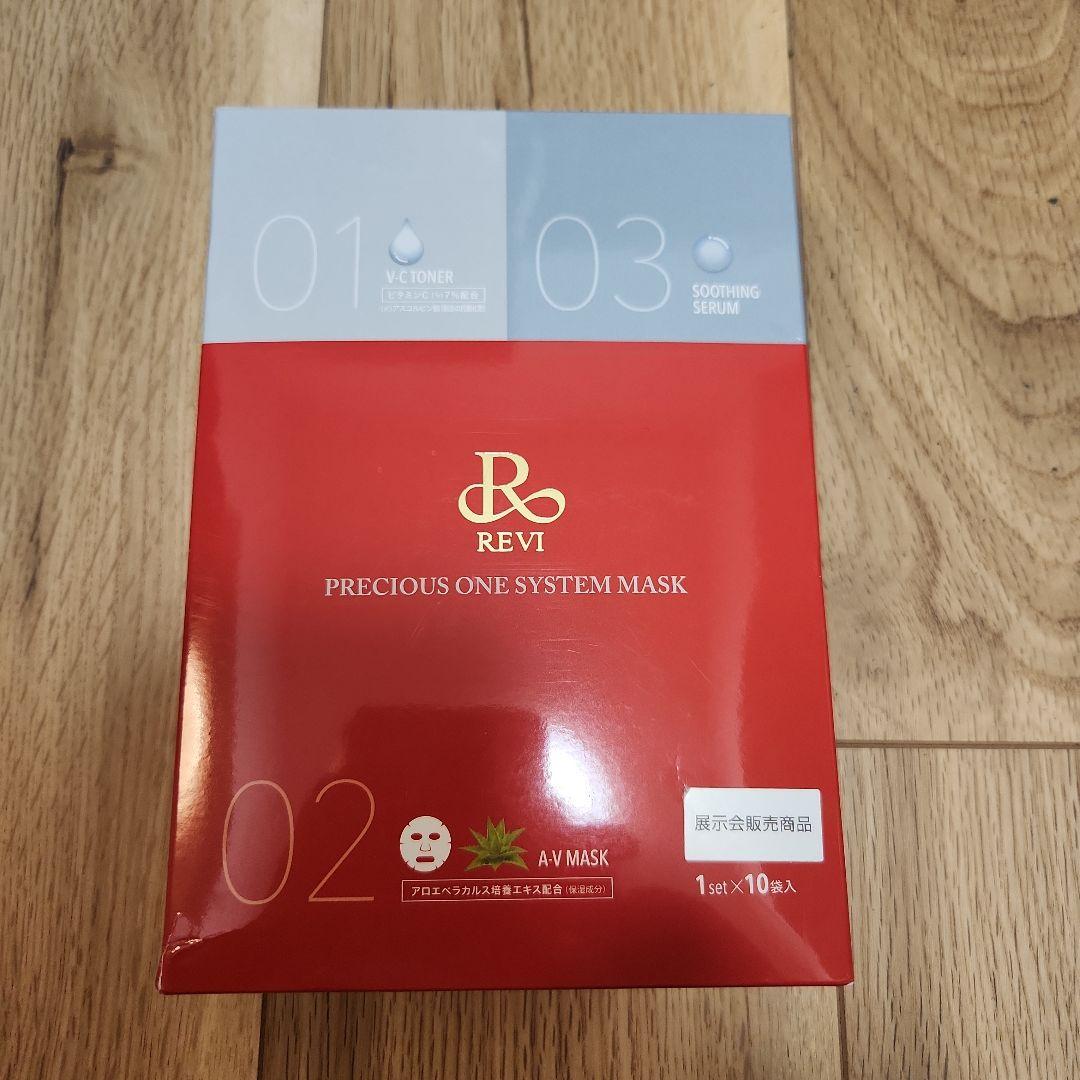 01
V-C TONER
ビタミンC(※)7%配合
03
SOOTHING
SERUM
R
REVI
PRECIOUS ONE SYSTEM MASK
02
A-V MASK
アロエベラカルス培養エキス配合(保湿成分)
展示会販売商品
1set×10袋入